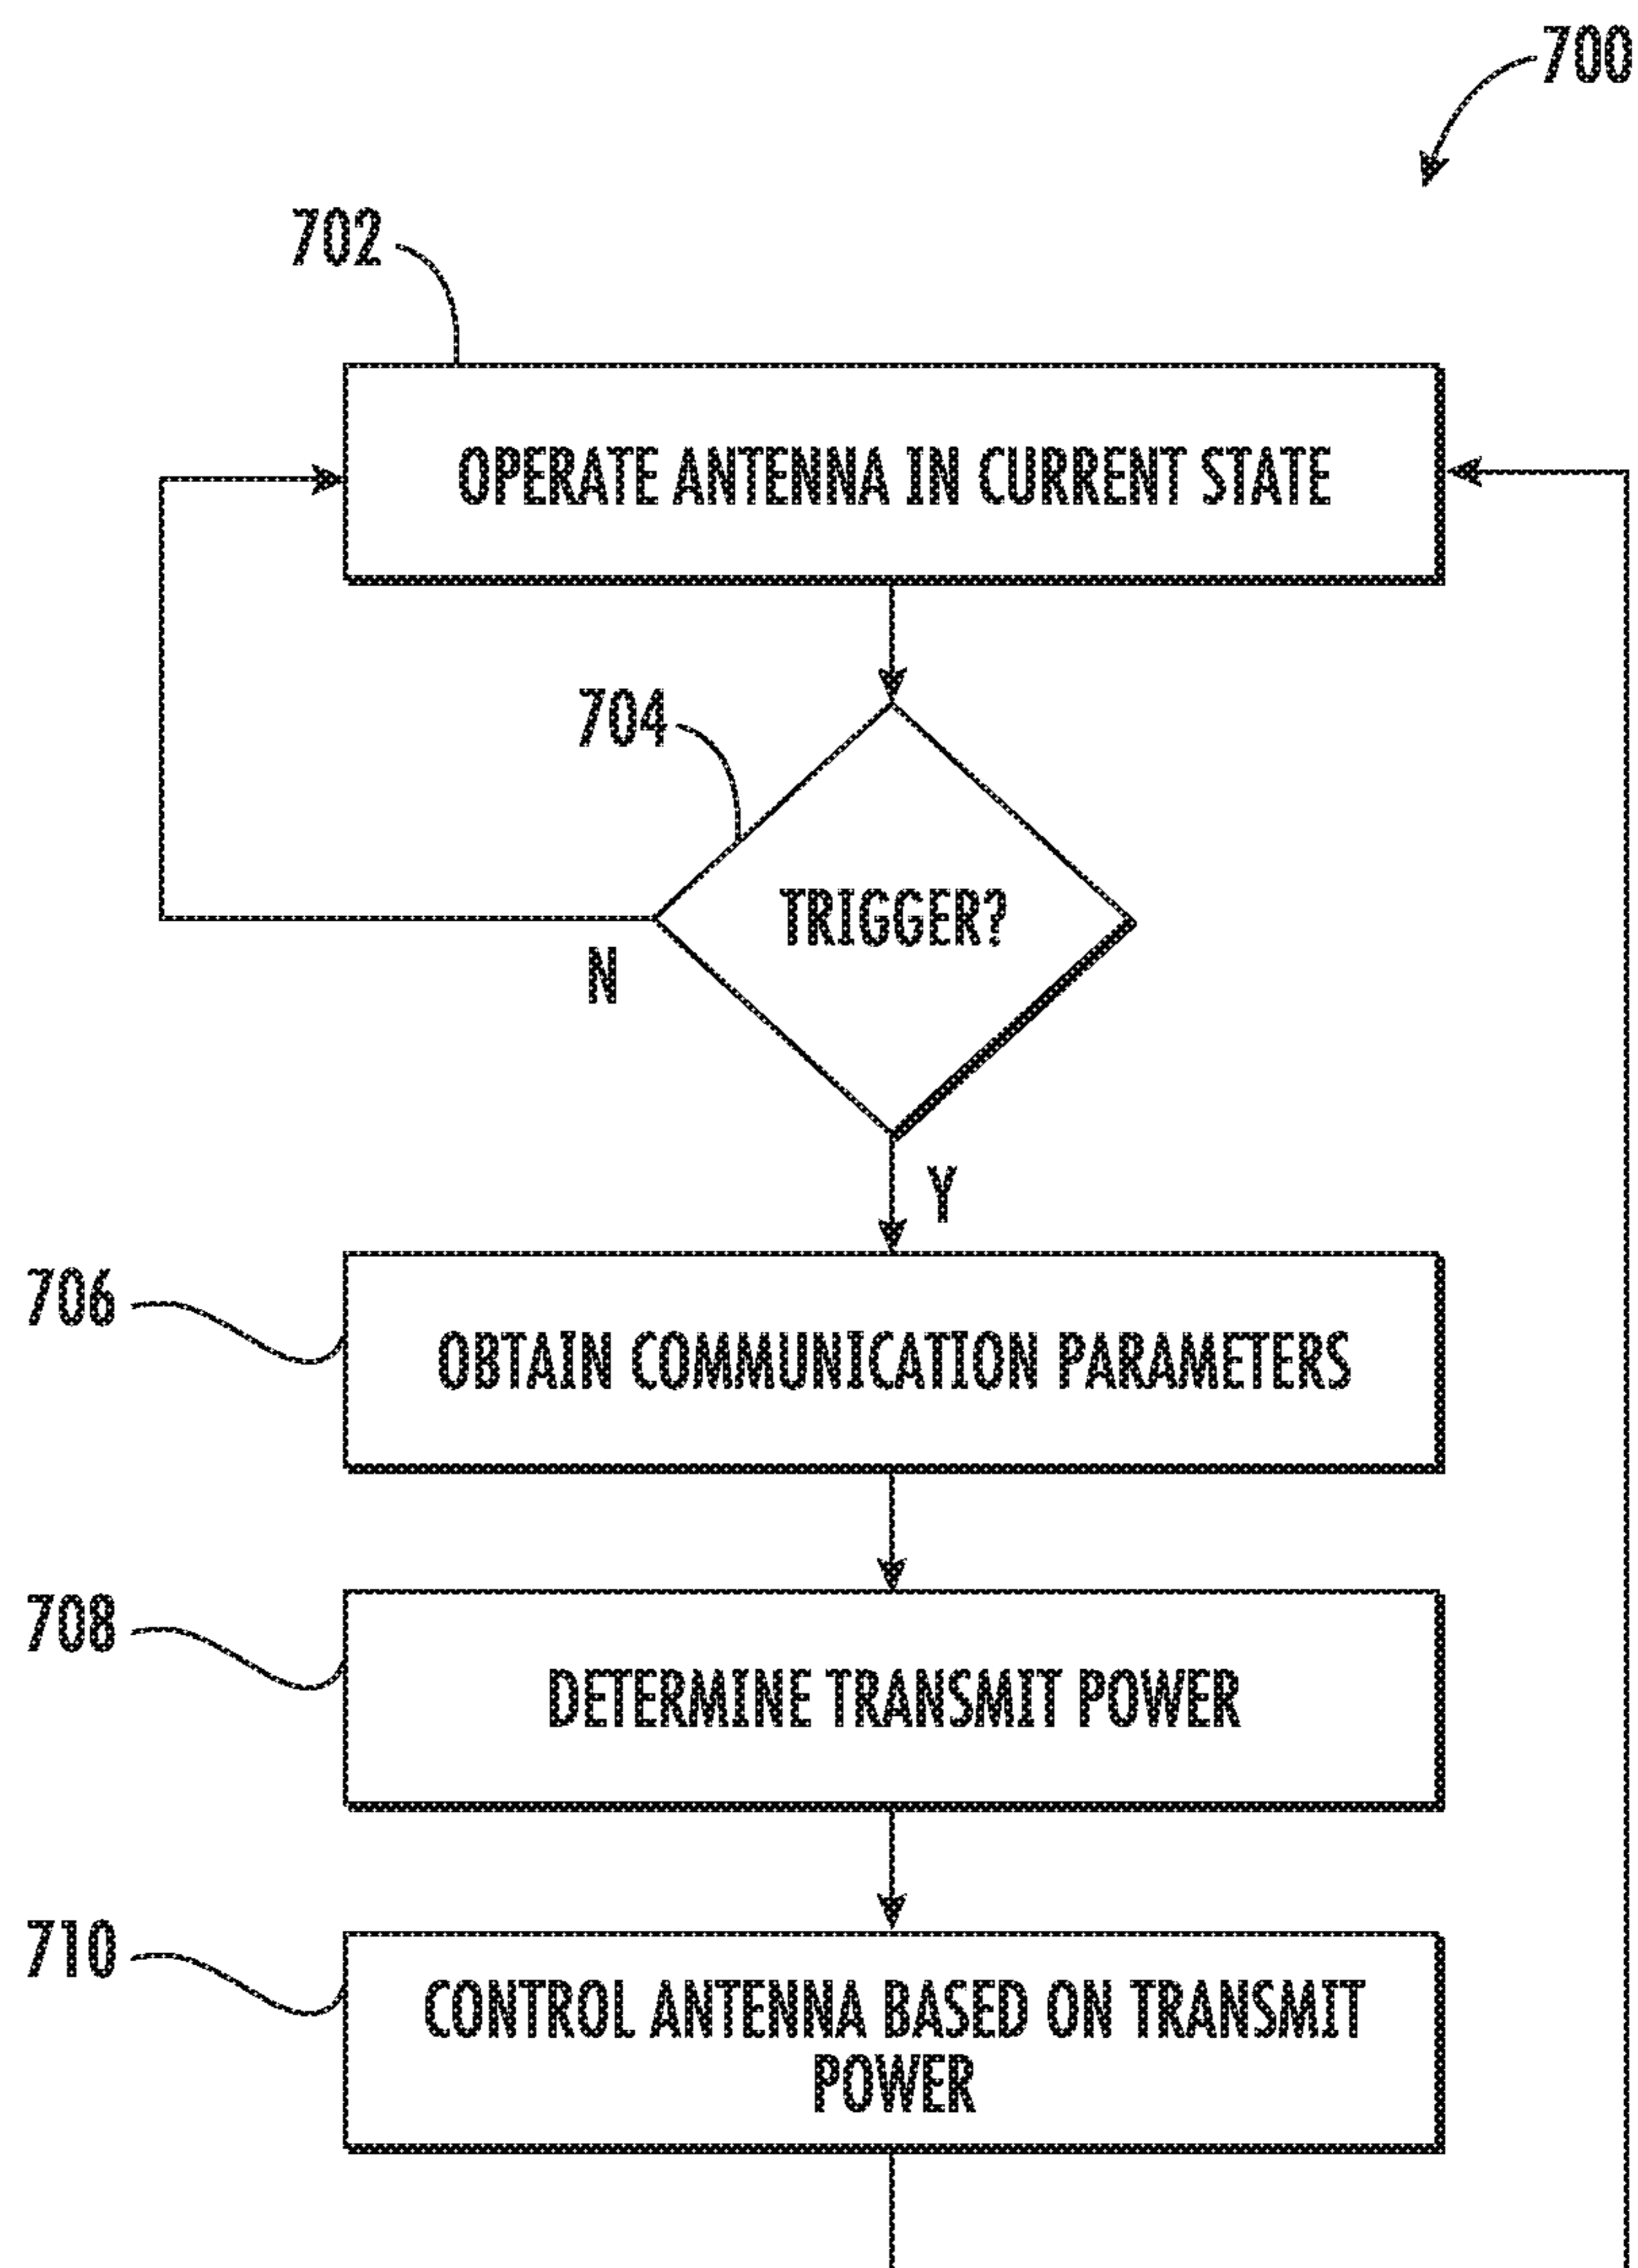 700
702
OPERATE ANTENNA IN CURRENT STATE
704
TRIGGER?
N
Y
706
OBTAIN COMMUNICATION PARAMETERS
708
DETERMINE TRANSMIT POWER
710
CONTROL ANTENNA BASED ON TRANSMIT
POWER